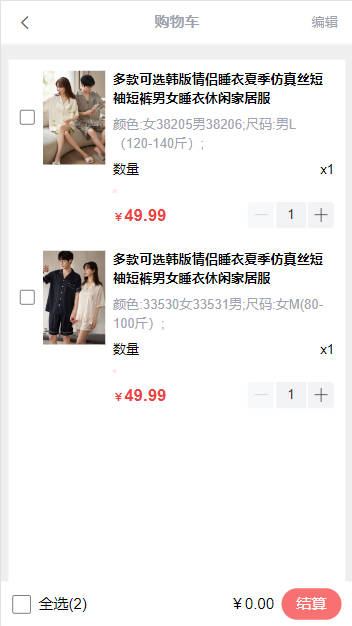 购物车
编辑
多款可选韩版情侣睡衣夏季仿真丝短
袖短裤男女睡衣休闲家居服
颜色:女38205男38206;尺码:男L
（120-140斤）;
数量 x1
￥49.99 — 1 +
多款可选韩版情侣睡衣夏季仿真丝短
袖短裤男女睡衣休闲家居服
颜色:33530女33531男;尺码:女M(80-
100斤）;
数量 x1
￥49.99 — 1 +
全选(2) ￥0.00 结算